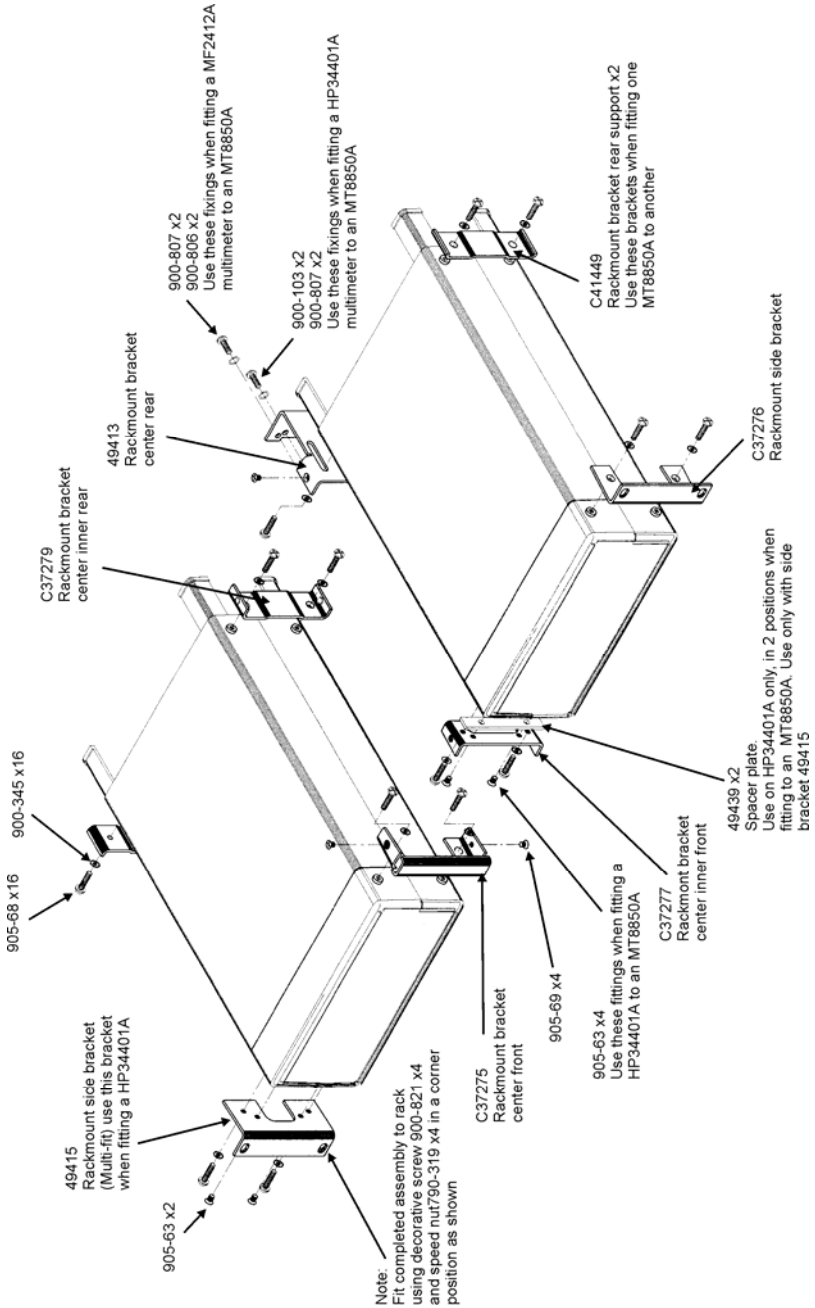 905-68 x16
900-345 x16
C37279
Rackmount bracket
center inner rear
49413
Rackmount bracket
center rear
900-807 x2
900-806 x2
Use these fixings when fitting a MF2412A
multimeter to an MT8850A
900-103 x2
900-807 x2
Use these fixings when fitting a HP34401A
multimeter to an MT8850A
49415
Rackmount side bracket
(Multi-fit) use this bracket
when fitting a HP34401A
905-63 x2
Note:
Fit completed assembly to rack
using decorative screw 900-821 x4
and speed nut790-319 x4 in a corner
position as shown
C37275
Rackmount bracket
center front
905-69 x4
905-63 x4
Use these fittings when fitting a
HP34401A to an MT8850A
C37277
Rackmont bracket
center inner front
49439 x2
Spacer plate.
Use on HP34401A only, in 2 positions when
fitting to an MT8850A. Use only with side
bracket 49415
C37276
Rackmount side bracket
C41449
Rackmount bracket rear support x2
Use these brackets when fitting one
MT8850A to another